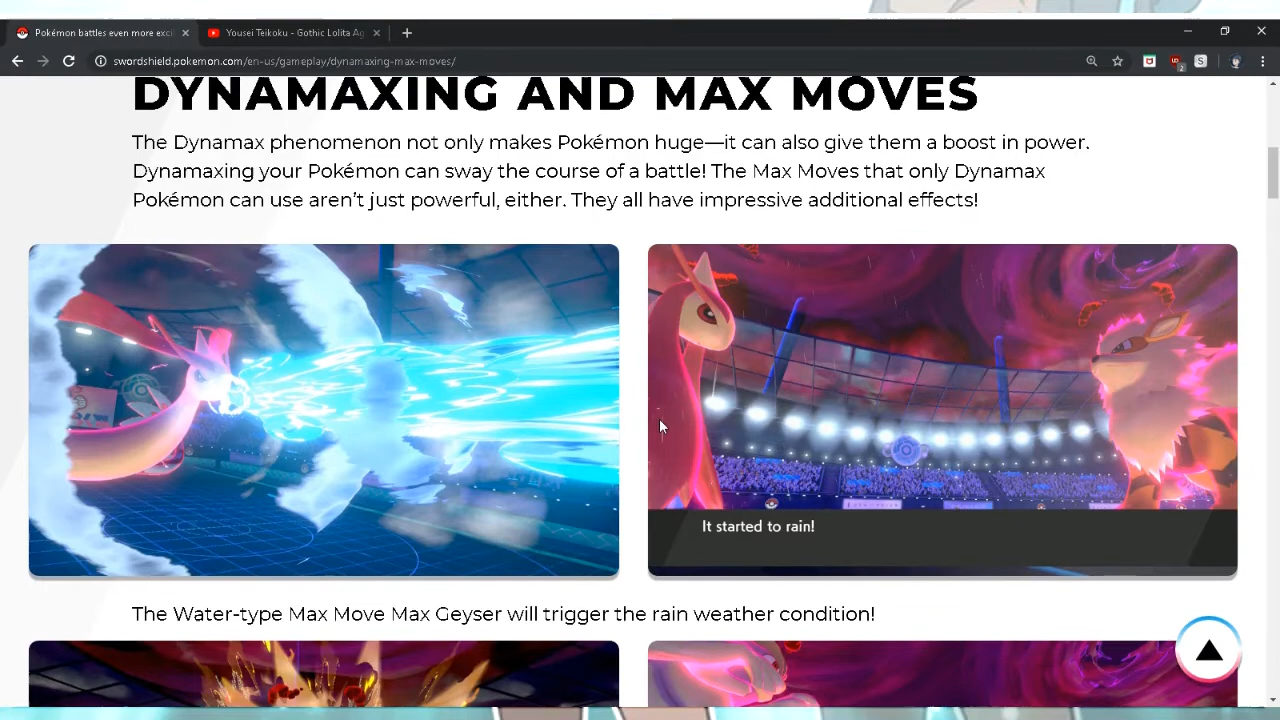 Pokémon battles even more exci
Yousei Teikoku - Gothic Lolita Ag
swordshield.pokemon.com/en-us/gameplay/dynamaxing-max-moves/
2
S
DYNAMAXING AND MAX MOVES
The Dynamax phenomenon not only makes Pokémon huge—it can also give them a boost in power.
Dynamaxing your Pokémon can sway the course of a battle! The Max Moves that only Dynamax
Pokémon can use aren't just powerful, either. They all have impressive additional effects!
It started to rain!
The Water-type Max Move Max Geyser will trigger the rain weather condition!